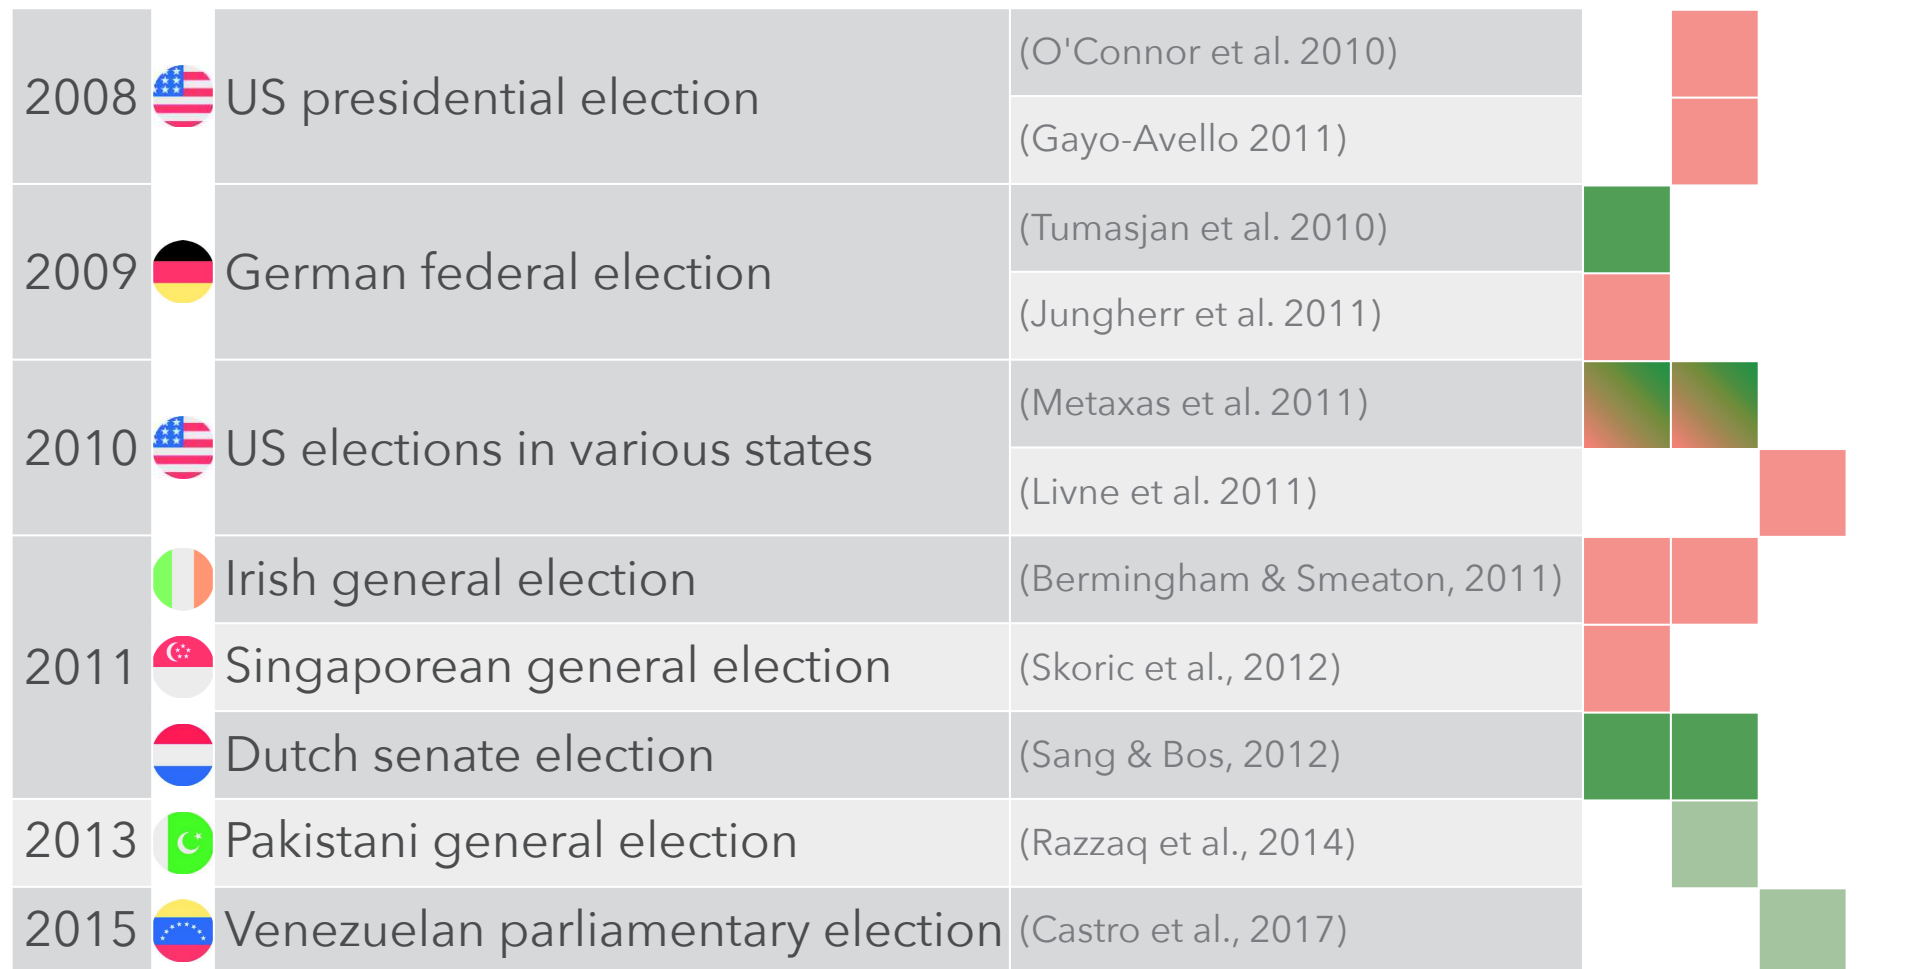 2008
US presidential election
(O'Connor et al. 2010)
(Gayo-Avello 2011)
2009
German federal election
(Tumasjan et al. 2010)
(Jungherr et al. 2011)
2010
US elections in various states
(Metaxas et al. 2011)
(Livne et al. 2011)
2011
Irish general election
(Bermingham & Smeaton, 2011)
Singaporean general election
(Skoric et al., 2012)
Dutch senate election
(Sang & Bos, 2012)
2013
Pakistani general election
(Razzaq et al., 2014)
2015
Venezuelan parliamentary election
(Castro et al., 2017)